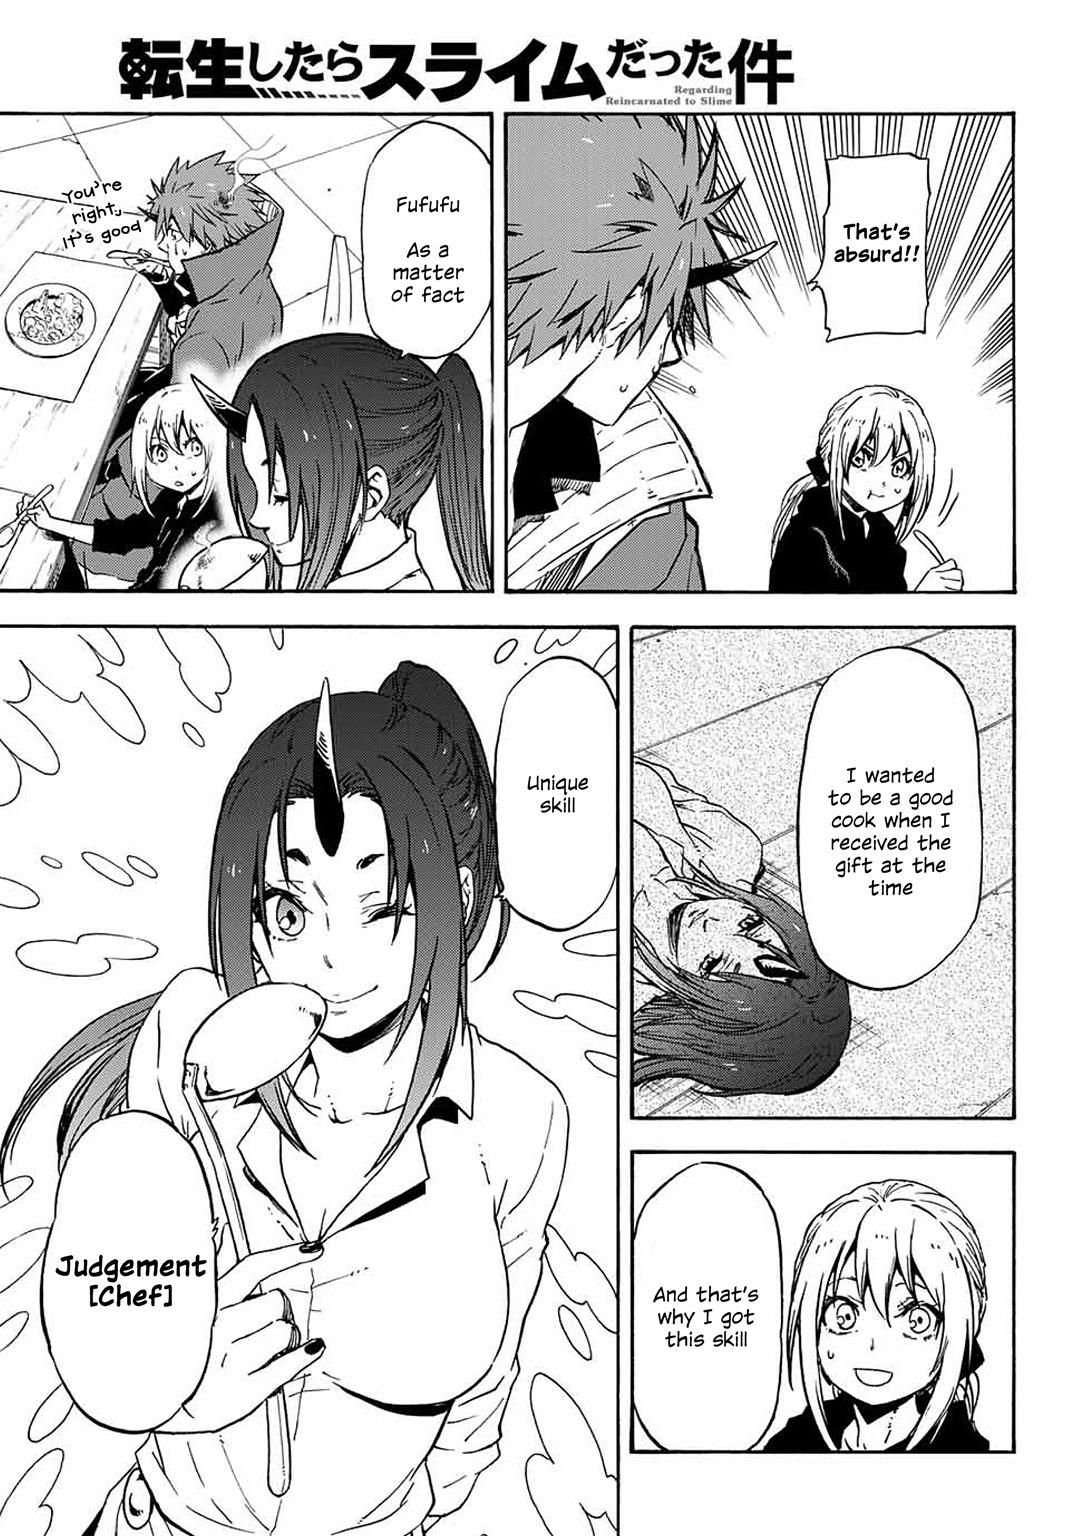 転生したらスライムだった件
Regarding
Reincarnated to Slime
That's
absurd!!
Fufufu
As a
matter
of fact
You're
right,
It's good
I wanted
to be a good
cook when I
received the
gift at the
time
And that's
why I got
this skill
Unique
skill
Judgement
[Chef]